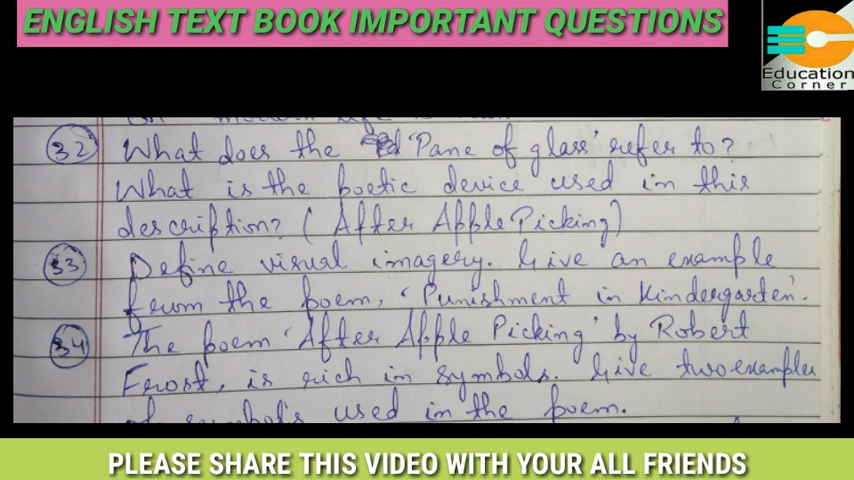 ENGLISH TEXT BOOK IMPORTANT QUESTIONS
Education
Corner
32 What does the 'Pane of glass' refer to?
What is the poetic device used in this
description? (After Apple Picking)
33 Define visual imagery. Give an example
from the poem, 'Punishment in Kindergarten'.
34 The poem 'After Apple Picking' by Robert
Frost, is rich in symbols. Give two examples
of symbols used in the poem.
PLEASE SHARE THIS VIDEO WITH YOUR ALL FRIENDS